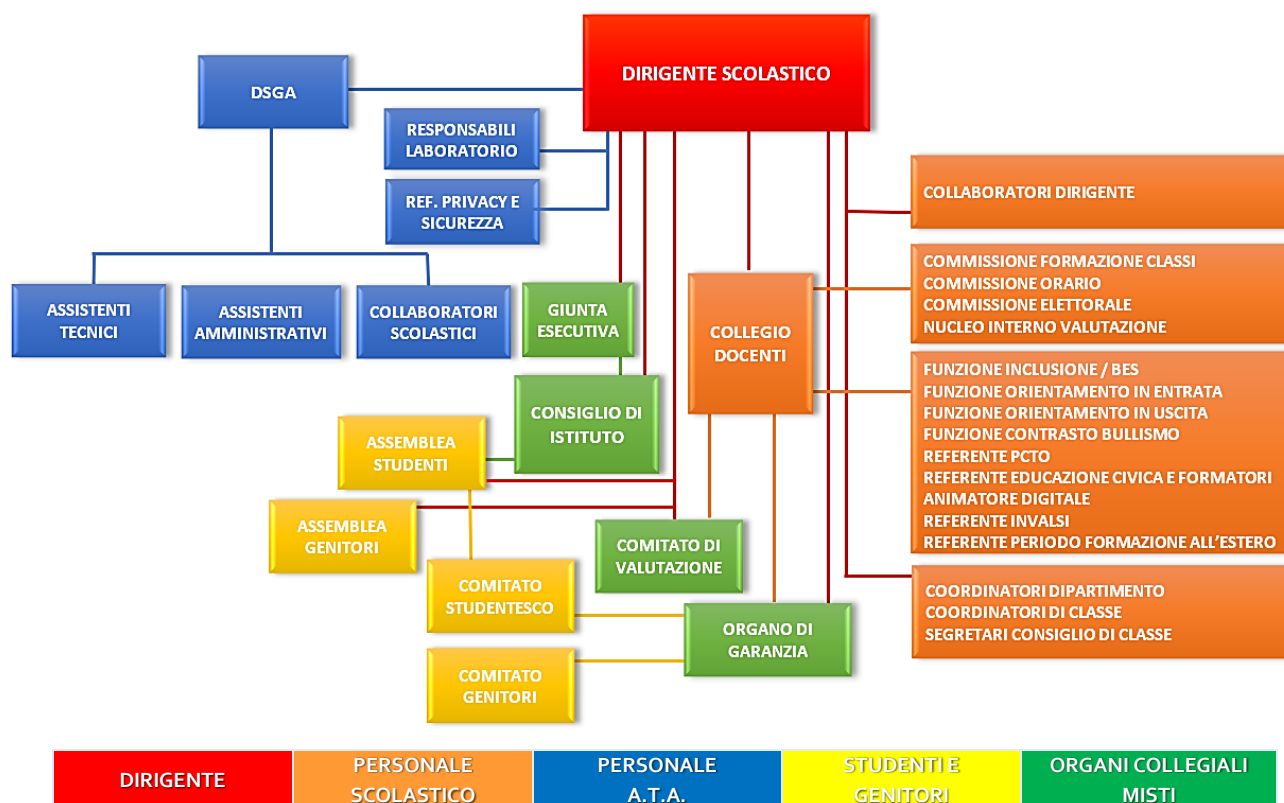 DIRIGENTE SCOLASTICO
DSGA
RESPONSABILI
LABORATORIO
REF. PRIVACY E
SICUREZZA
COLLABORATORI DIRIGENTE
ASSISTENTI
TECNICI
ASSISTENTI
AMMINISTRATIVI
COLLABORATORI
SCOLASTICI
GIUNTA
ESECUTIVA
COLLEGIO
DOCENTI
COMMISSIONE FORMAZIONE CLASSI
COMMISSIONE ORARIO
COMMISSIONE ELETTORALE
NUCLEO INTERNO VALUTAZIONE
FUNZIONE INCLUSIONE / BES
FUNZIONE ORIENTAMENTO IN ENTRATA
FUNZIONE ORIENTAMENTO IN USCITA
FUNZIONE CONTRASTO BULLISMO
REFERENTE PCTO
REFERENTE EDUCAZIONE CIVICA E FORMATORI
ANIMATORE DIGITALE
REFERENTE INVALSI
REFERENTE PERIODO FORMAZIONE ALL'ESTERO
CONSIGLIO DI
ISTITUTO
ASSEMBLEA
STUDENTI
ASSEMBLEA
GENITORI
COMITATO DI
VALUTAZIONE
COMITATO
STUDENTESCO
ORGANO DI
GARANZIA
COMITATO
GENITORI
COORDINATORI DIPARTIMENTO
COORDINATORI DI CLASSE
SEGRETARI CONSIGLIO DI CLASSE
DIRIGENTE
PERSONALE
SCOLASTICO
PERSONALE
A.T.A.
STUDENTI E
GENITORI
ORGANI COLLEGIALI
MISTI